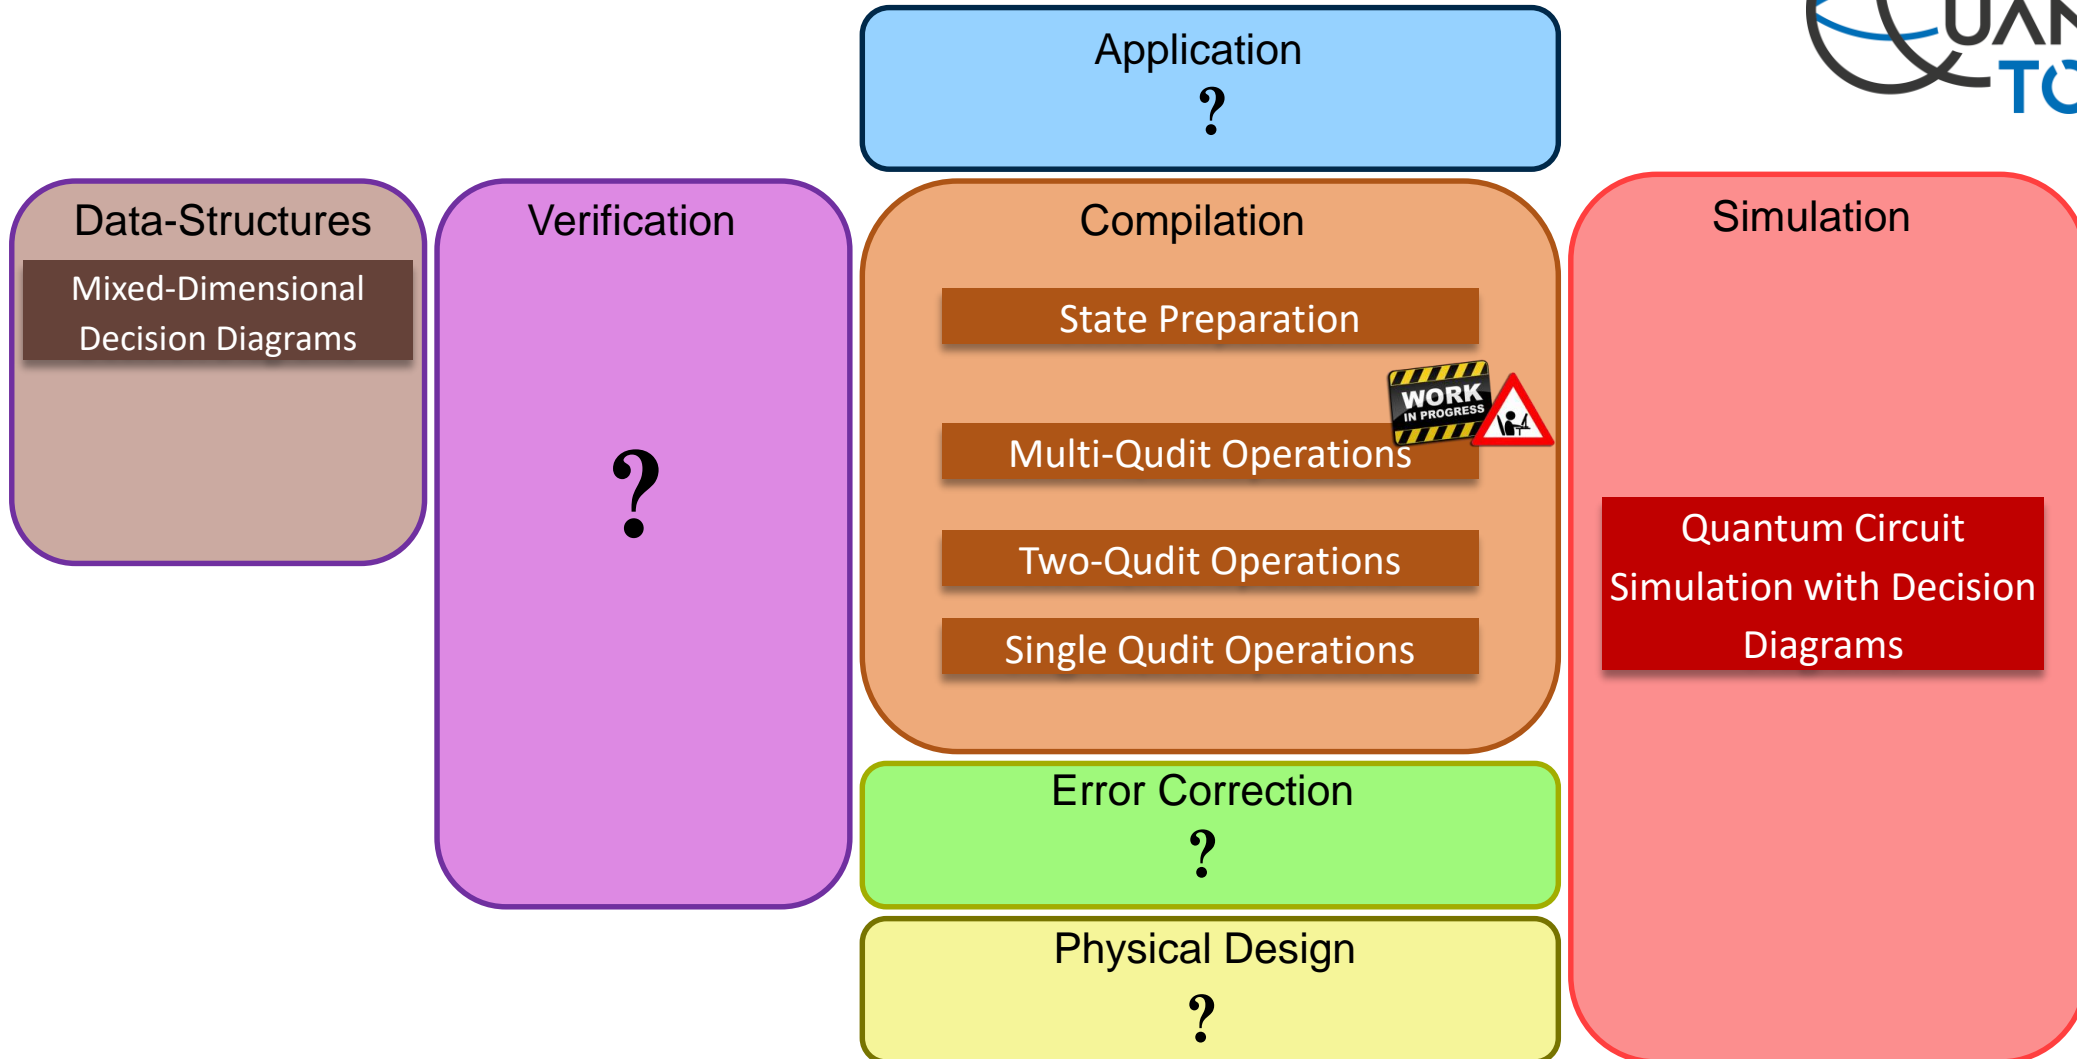 Application
?
Data-Structures
Mixed-Dimensional
Decision Diagrams
Verification
?
Compilation
State Preparation
WORK
IN PROGRESS
Multi-Qudit Operations
Two-Qudit Operations
Single Qudit Operations
Error Correction
?
Physical Design
?
Simulation
Quantum Circuit
Simulation with Decision
Diagrams